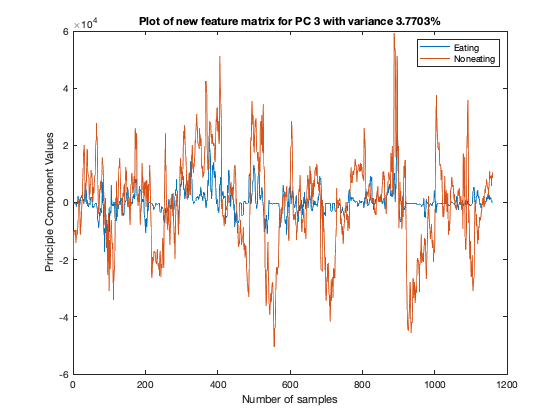 Plot of new feature matrix for PC 3 with variance 3.7703%
×10⁴
6
4
2
0
-2
-4
-6
0 200 400 600 800 1000 1200
Number of samples
Principle Component Values
Eating
Noneating